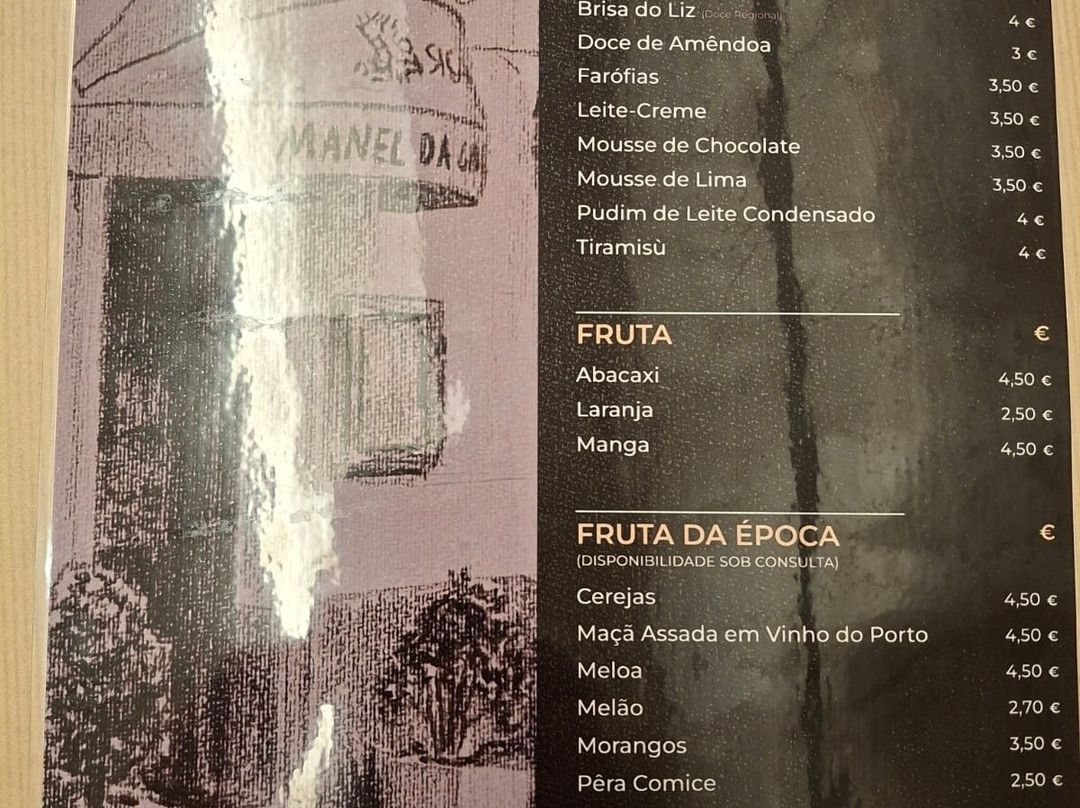 MANEL DA
Brisa do Liz (Doce Regional) 4 €
Doce de Amêndoa 3 €
Farófias 3,50 €
Leite-Creme 3,50 €
Mousse de Chocolate 3,50 €
Mousse de Lima 3,50 €
Pudim de Leite Condensado 4 €
Tiramisù 4 €
FRUTA €
Abacaxi 4,50 €
Laranja 2,50 €
Manga 4,50 €
FRUTA DA ÉPOCA €
(DISPONIBILIDADE SOB CONSULTA)
Cerejas 4,50 €
Maçã Assada em Vinho do Porto 4,50 €
Meloa 4,50 €
Melão 2,70 €
Morangos 3,50 €
Pêra Comice 2,50 €